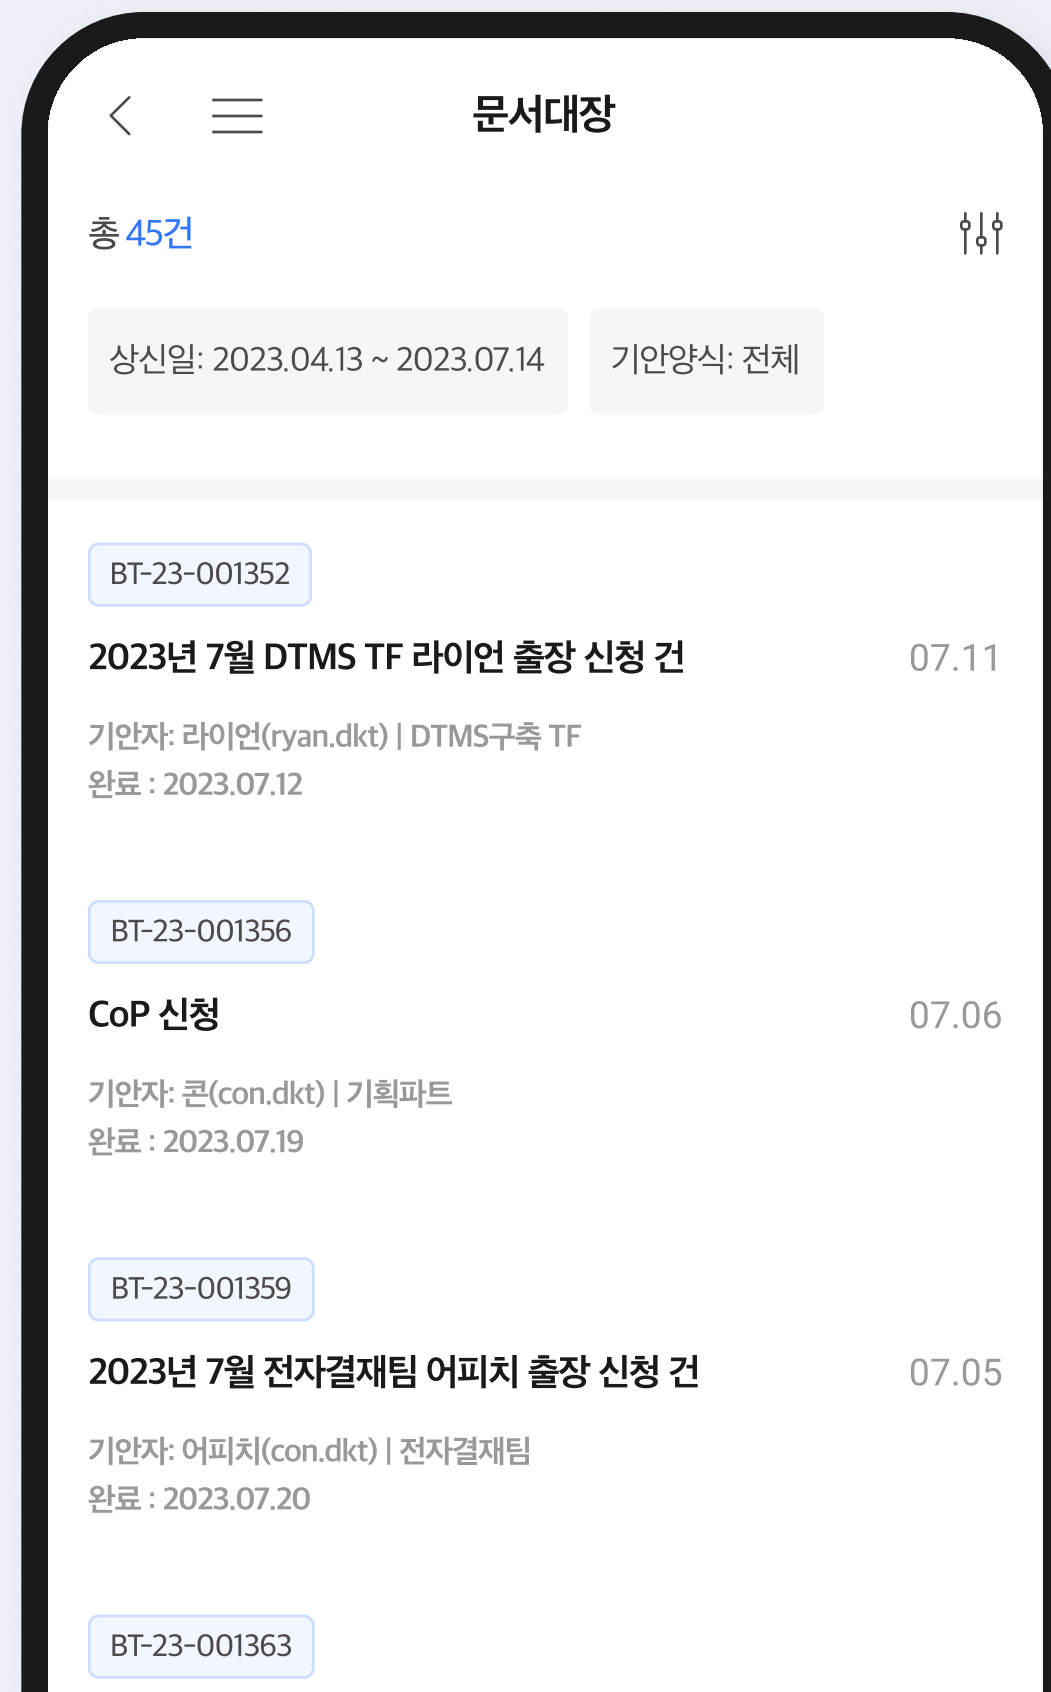 문서대장
총 45건
상신일: 2023.04.13 ~ 2023.07.14 기안양식: 전체
BT-23-001352
2023년 7월 DTMS TF 라이언 출장 신청 건 07.11
기안자: 라이언(ryan.dkt) | DTMS구축 TF
완료 : 2023.07.12
BT-23-001356
CoP 신청 07.06
기안자: 콘(con.dkt) | 기획파트
완료 : 2023.07.19
BT-23-001359
2023년 7월 전자결재팀 어피치 출장 신청 건 07.05
기안자: 어피치(con.dkt) | 전자결재팀
완료 : 2023.07.20
BT-23-001363